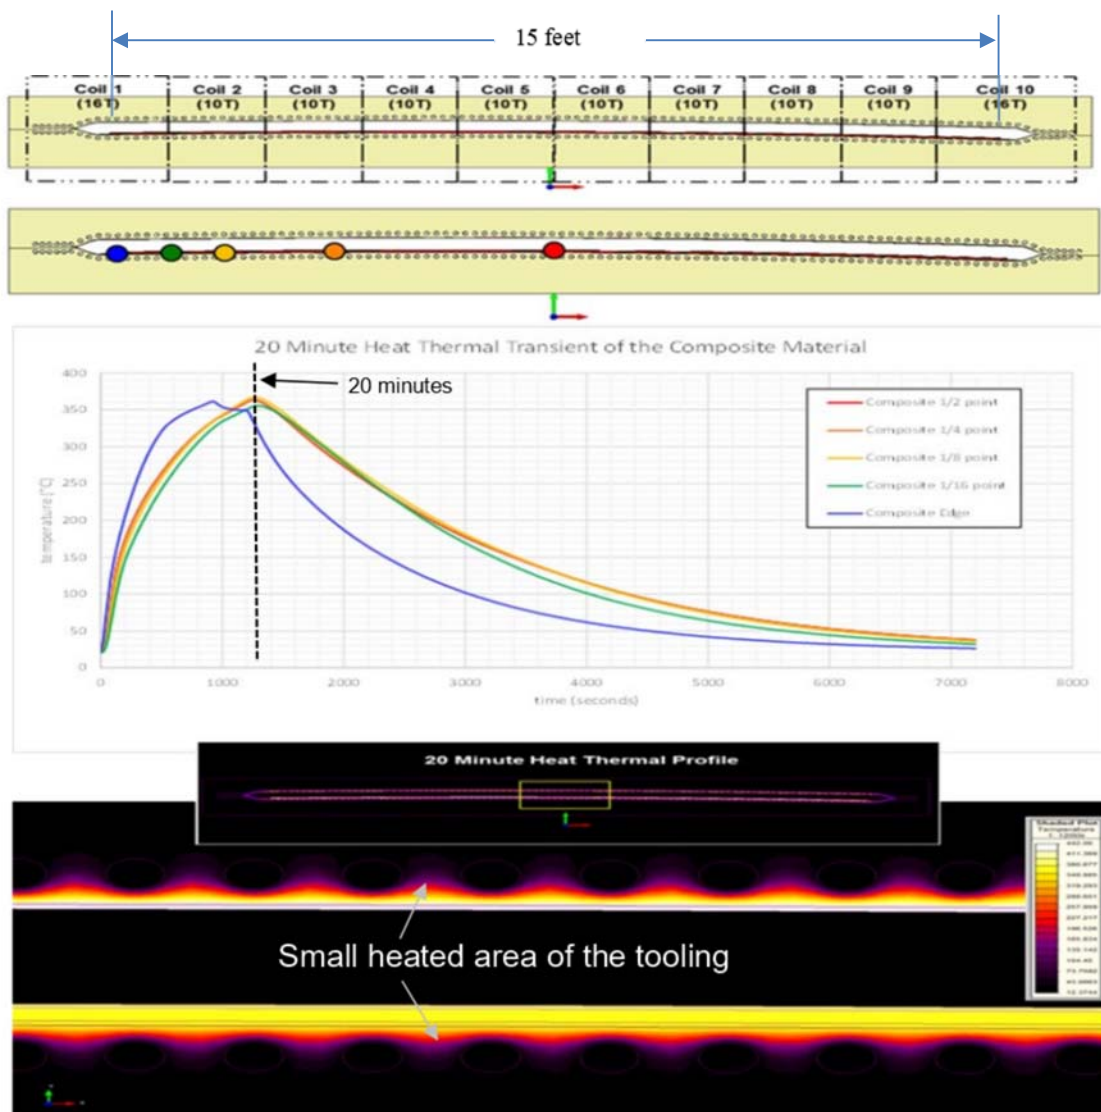 15 feet
Coil 1 Coil 2 Coil 3 Coil 4 Coil 5 Coil 6 Coil 7 Coil 8 Coil 9 Coil 10
(16T) (10T) (10T) (10T) (10T) (10T) (10T) (10T) (10T) (16T)
20 Minute Heat Thermal Transient of the Composite Material
20 minutes
400
350
300
250
200
150
100
50
0
temperature (°C)
0 1000 2000 3000 4000 5000 6000 7000 8000
time (seconds)
Composite 1/2 point
Composite 1/4 point
Composite 1/8 point
Composite 1/16 point
Composite Edge
20 Minute Heat Thermal Profile
Shaded Plot
Temperature
Small heated area of the tooling